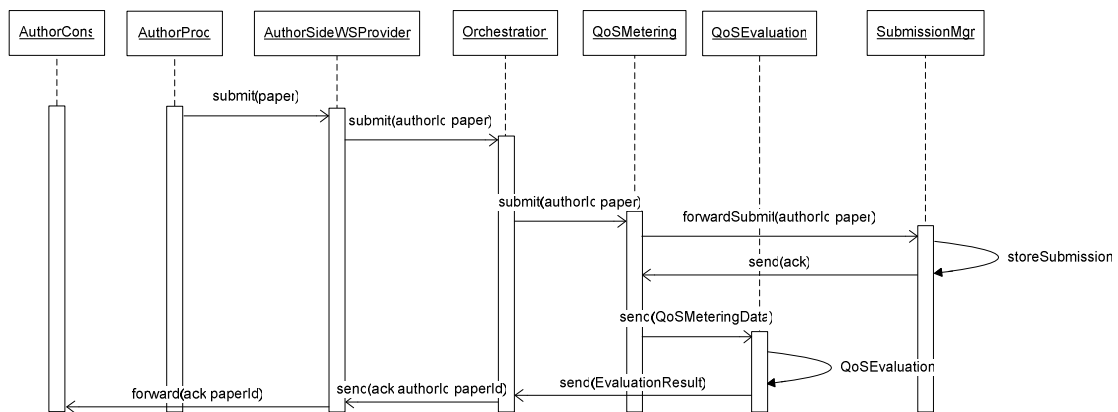 AuthorCons
AuthorProd
AuthorSideWSProvider
Orchestration
QoSMetering
QoSEvaluation
SubmissionMgr
submit(paper)
submit(authorId paper)
submit(authorId paper)
forwardSubmit(authorId paper)
storeSubmission
send(ack)
send(QoSMeteringData)
QoSEvaluation
send(EvaluationResult)
send(ack authorId paperId)
forward(ack paperId)